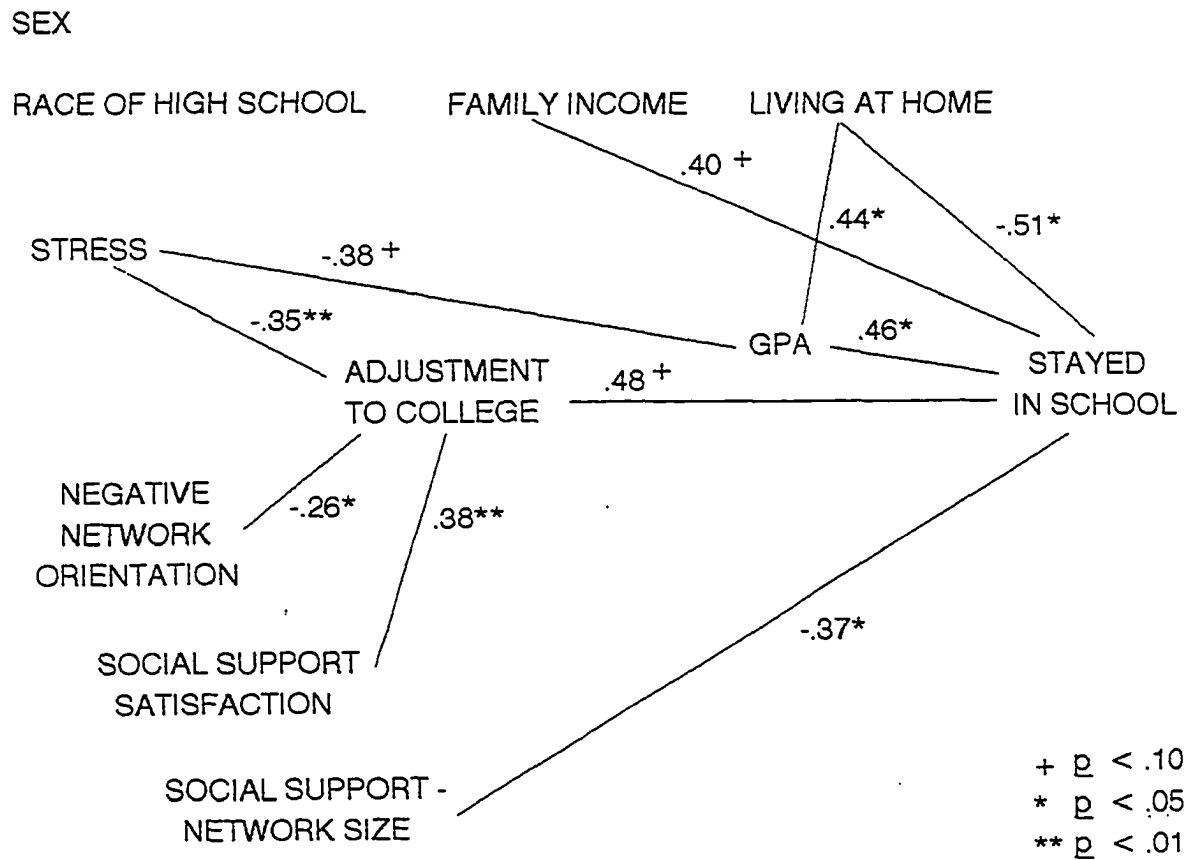 SEX
RACE OF HIGH SCHOOL FAMILY INCOME LIVING AT HOME
.40 +
.44* -.51*
STRESS -.38 +
-.35**
GPA .46*
STAYED
IN SCHOOL
ADJUSTMENT
TO COLLEGE
.48 +
NEGATIVE
NETWORK
ORIENTATION
-.26* .38**
-.37*
SOCIAL SUPPORT
SATISFACTION
SOCIAL SUPPORT -
NETWORK SIZE
+ p < .10
* p < .05
** p < .01